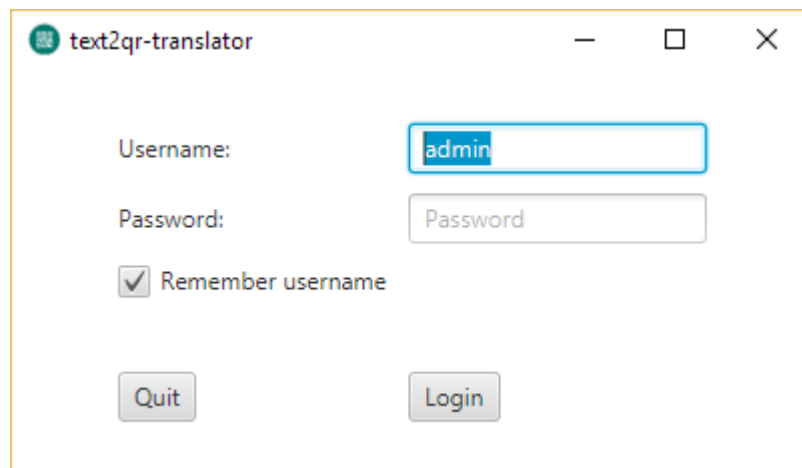 text2qr-translator
Username: admin
Password: Password
Remember username
Quit Login